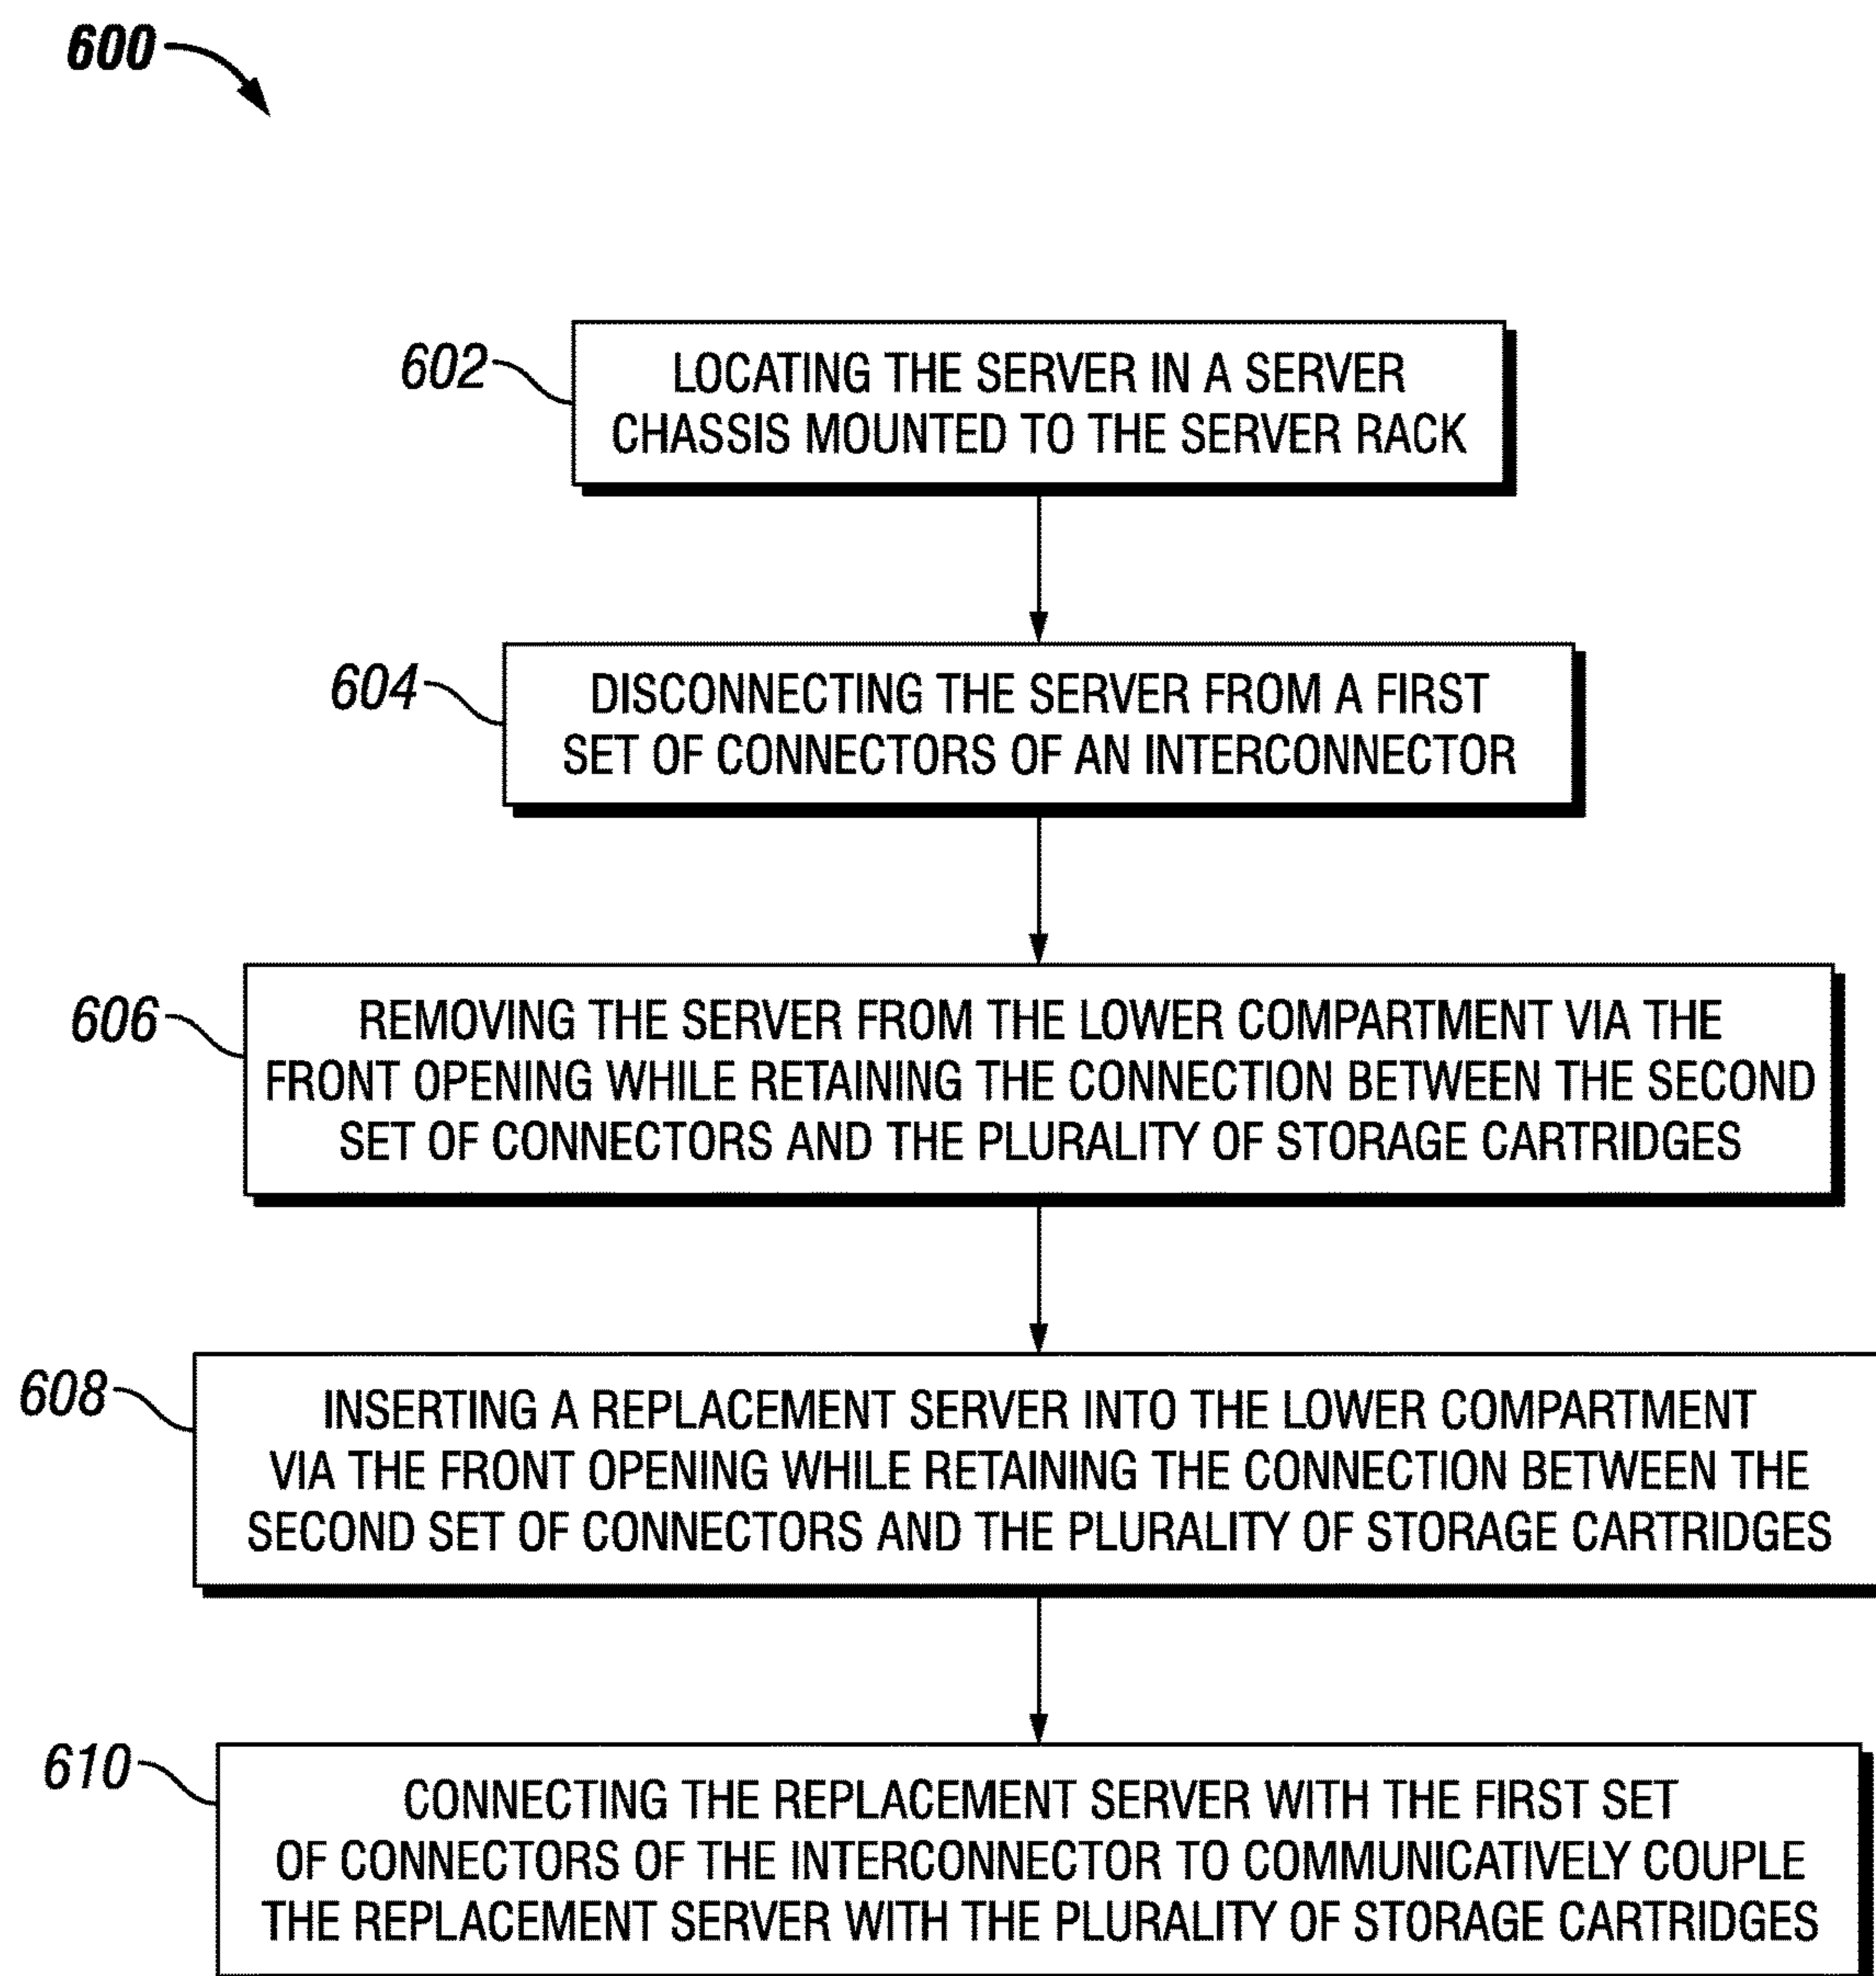 600
602
LOCATING THE SERVER IN A SERVER
CHASSIS MOUNTED TO THE SERVER RACK
604
DISCONNECTING THE SERVER FROM A FIRST
SET OF CONNECTORS OF AN INTERCONNECTOR
606
REMOVING THE SERVER FROM THE LOWER COMPARTMENT VIA THE
FRONT OPENING WHILE RETAINING THE CONNECTION BETWEEN THE SECOND
SET OF CONNECTORS AND THE PLURALITY OF STORAGE CARTRIDGES
608
INSERTING A REPLACEMENT SERVER INTO THE LOWER COMPARTMENT
VIA THE FRONT OPENING WHILE RETAINING THE CONNECTION BETWEEN THE
SECOND SET OF CONNECTORS AND THE PLURALITY OF STORAGE CARTRIDGES
610
CONNECTING THE REPLACEMENT SERVER WITH THE FIRST SET
OF CONNECTORS OF THE INTERCONNECTOR TO COMMUNICATIVELY COUPLE
THE REPLACEMENT SERVER WITH THE PLURALITY OF STORAGE CARTRIDGES